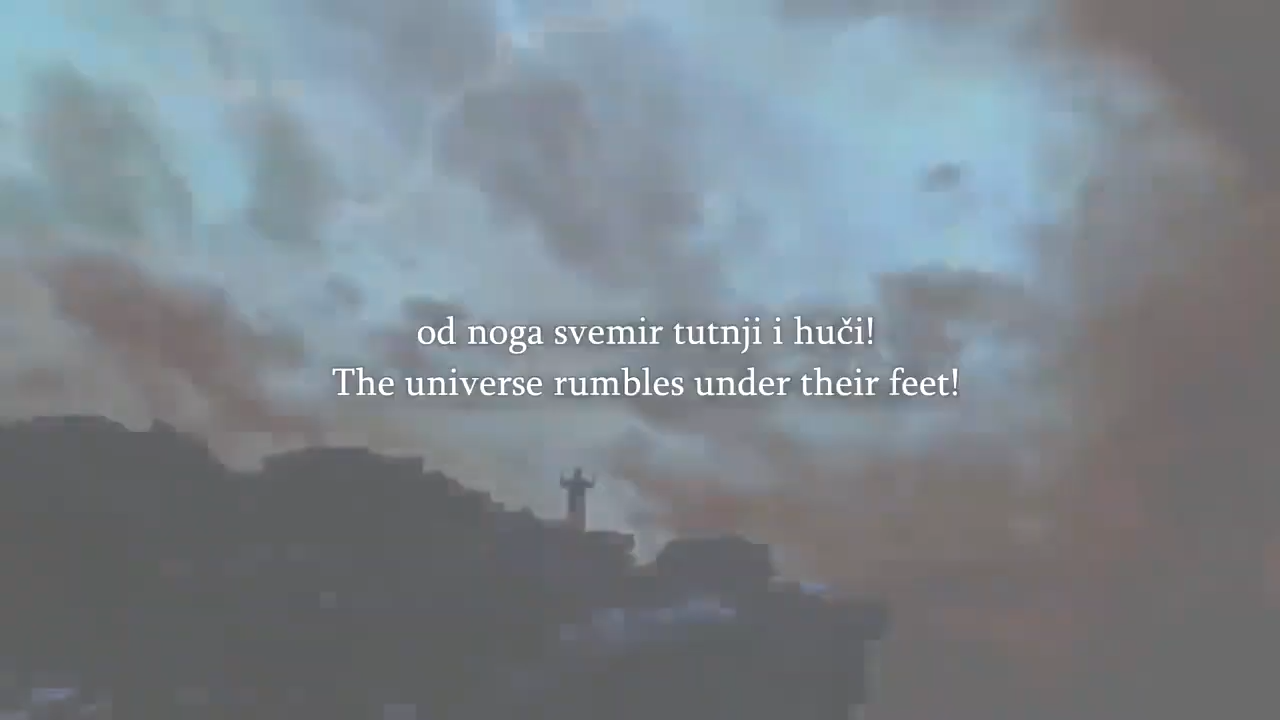 od noga svemir tutnji i huči!
The universe rumbles under their feet!